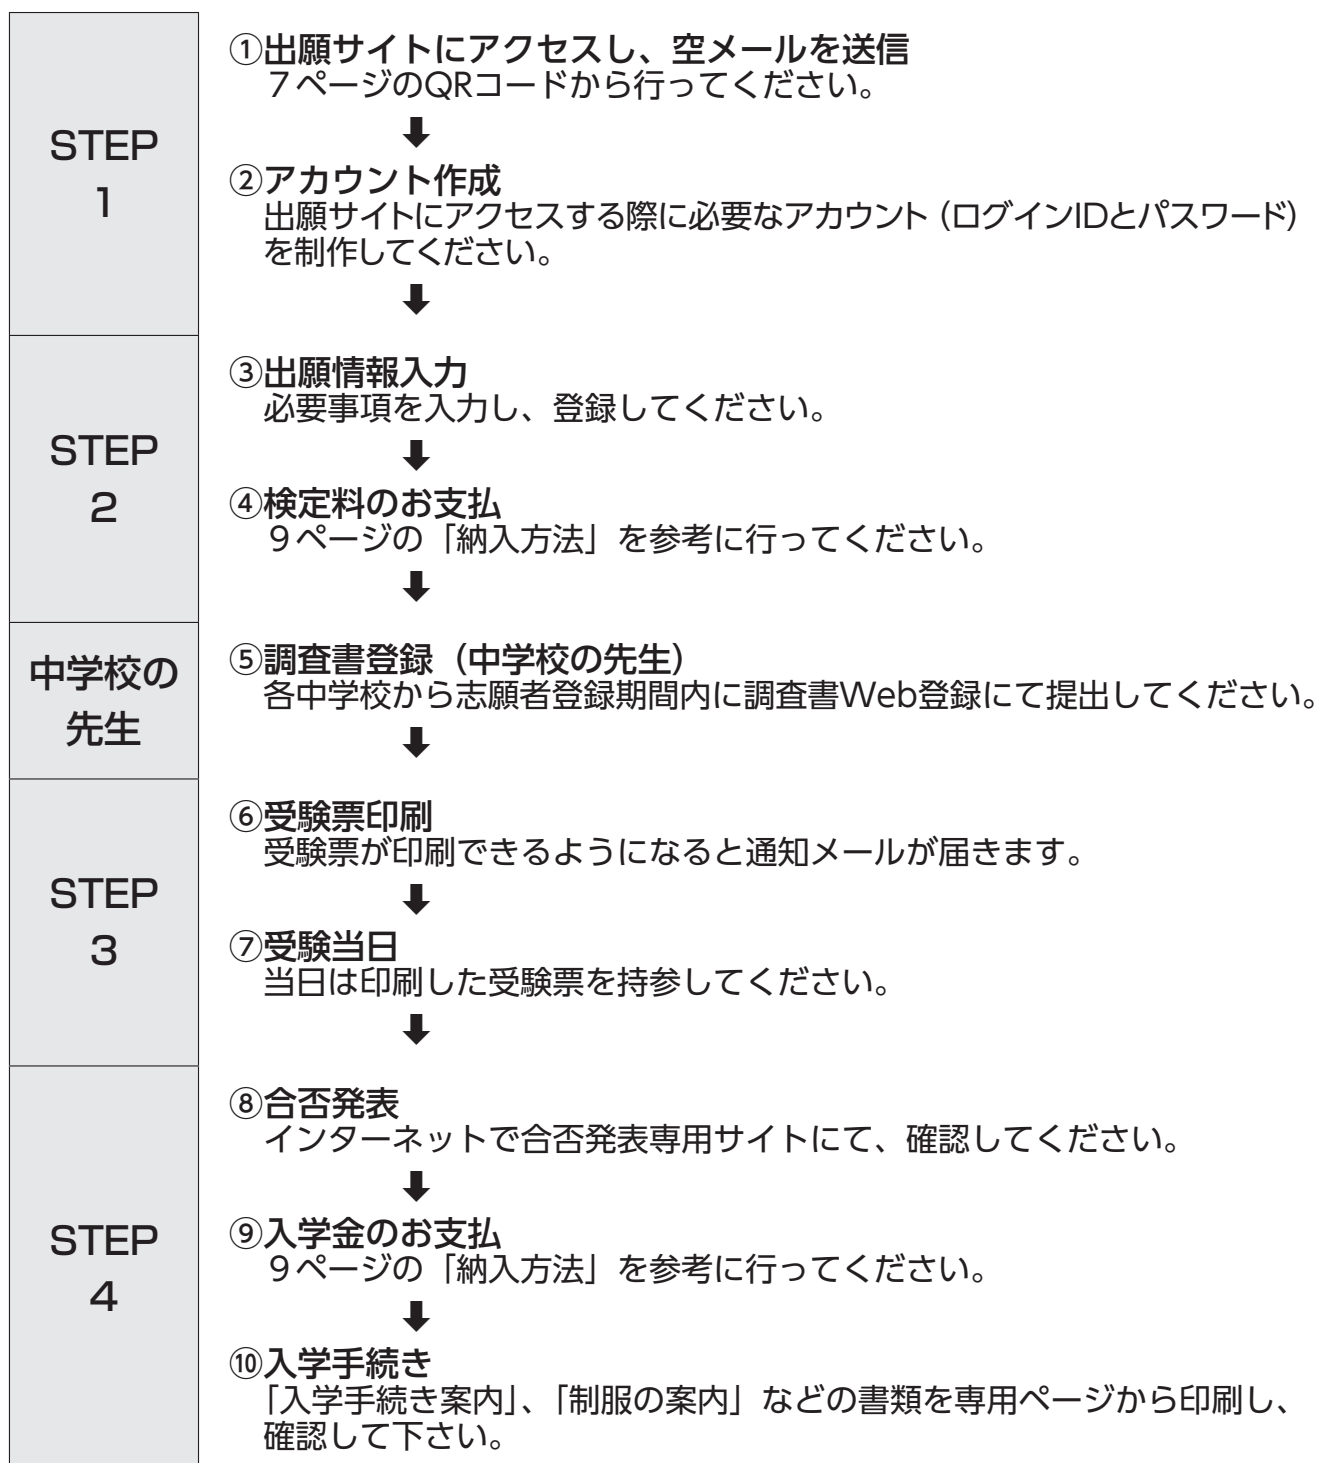 STEP
1
①出願サイトにアクセスし、空メールを送信
７ページのQRコードから行ってください。
②アカウント作成
出願サイトにアクセスする際に必要なアカウント（ログインIDとパスワード）
を制作してください。
STEP
2
③出願情報入力
必要事項を入力し、登録してください。
④検定料のお支払
９ページの「納入方法」を参考に行ってください。
中学校の
先生
⑤調査書登録（中学校の先生）
各中学校から志願者登録期間内に調査書Web登録にて提出してください。
STEP
3
⑥受験票印刷
受験票が印刷できるようになると通知メールが届きます。
⑦受験当日
当日は印刷した受験票を持参してください。
STEP
4
⑧合否発表
インターネットで合否発表専用サイトにて、確認してください。
⑨入学金のお支払
９ページの「納入方法」を参考に行ってください。
⑩入学手続き
「入学手続き案内」、「制服の案内」などの書類を専用ページから印刷し、
確認して下さい。